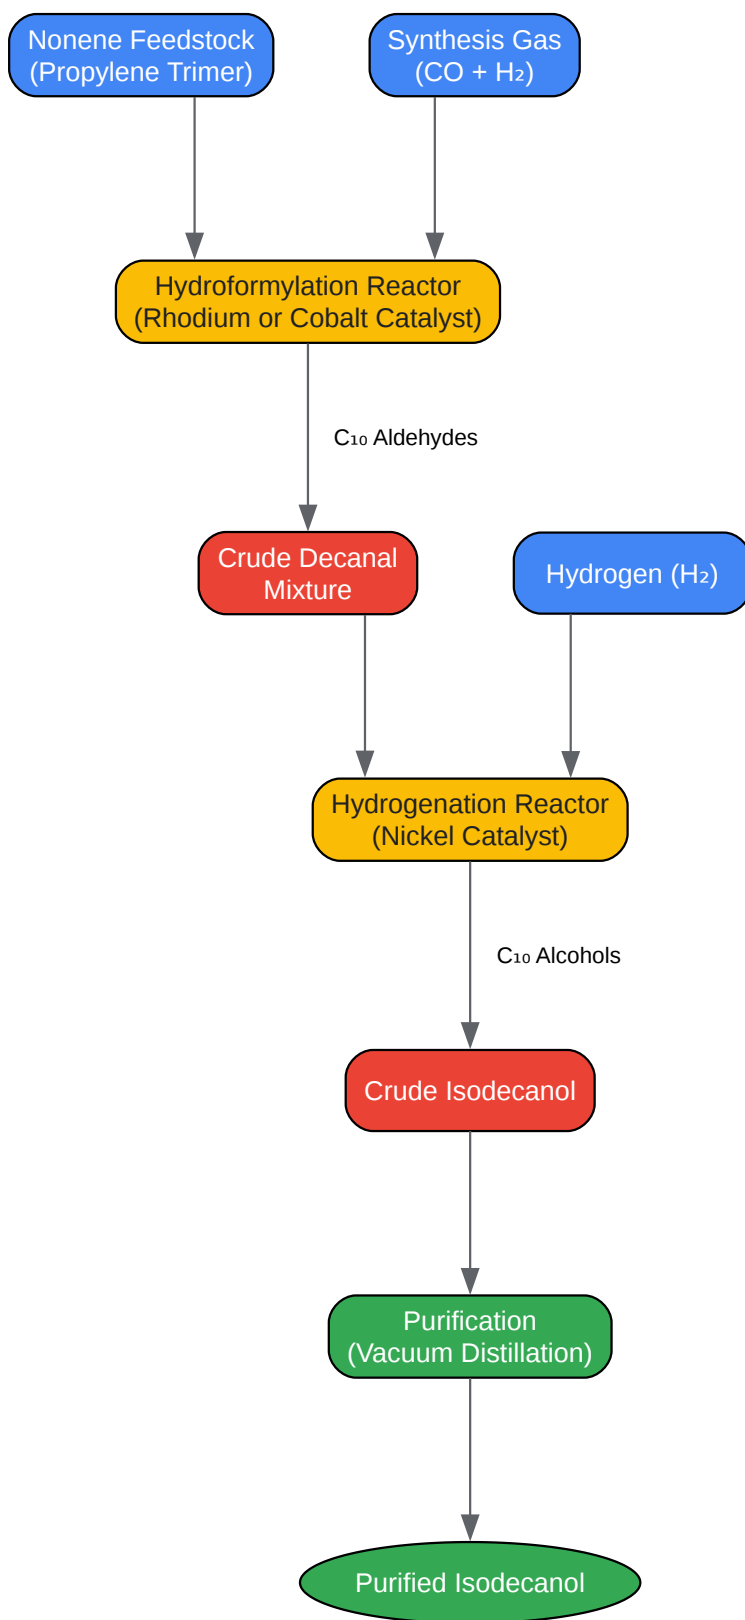 Nonene Feedstock
(Propylene Trimer)
Synthesis Gas
(CO + H₂)
Hydroformylation Reactor
(Rhodium or Cobalt Catalyst)
C₁₀ Aldehydes
Crude Decanal
Mixture
Hydrogen (H₂)
Hydrogenation Reactor
(Nickel Catalyst)
C₁₀ Alcohols
Crude Isodecanol
Purification
(Vacuum Distillation)
Purified Isodecanol